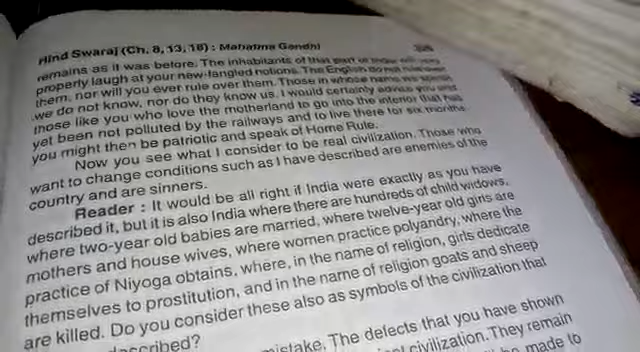 Hind Swaraj (Ch. 8, 13, 18) : Mahatma Gandhi
remains as it was before. The inhabitants of that part of India will very
properly laugh at your new-fangled notions. The English do not rule over
them, nor will you ever rule over them. Those in whose name we speak
we do not know, nor do they know us. I would certainly advise you and
those like you who love the motherland to go into the interior that has
yet been not polluted by the railways and to live there for six months
you might then be patriotic and speak of Home Rule.
Now you see what I consider to be real civilization. Those who
want to change conditions such as I have described are enemies of the
country and are sinners.
Reader : It would be all right if India were exactly as you have
described it, but it is also India where there are hundreds of child widows,
where two-year old babies are married, where twelve-year old girls are
mothers and house wives, where women practice polyandry, where the
practice of Niyoga obtains, where, in the name of religion, girls dedicate
themselves to prostitution, and in the name of religion goats and sheep
are killed. Do you consider these also as symbols of the civilization that
described?
mistake. The defects that you have shown
civilization. They remain
made to